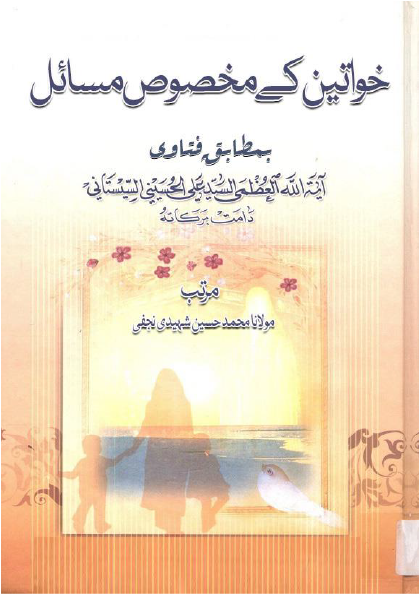 خواتین کے مخصوص مسائل
بمطابق فتاوی
آیة اللہ العظمی السید علی الحسینی السیستانی
دامت برکاتہ
مرتب
مولانا محمد حسین شہیدی نجفی